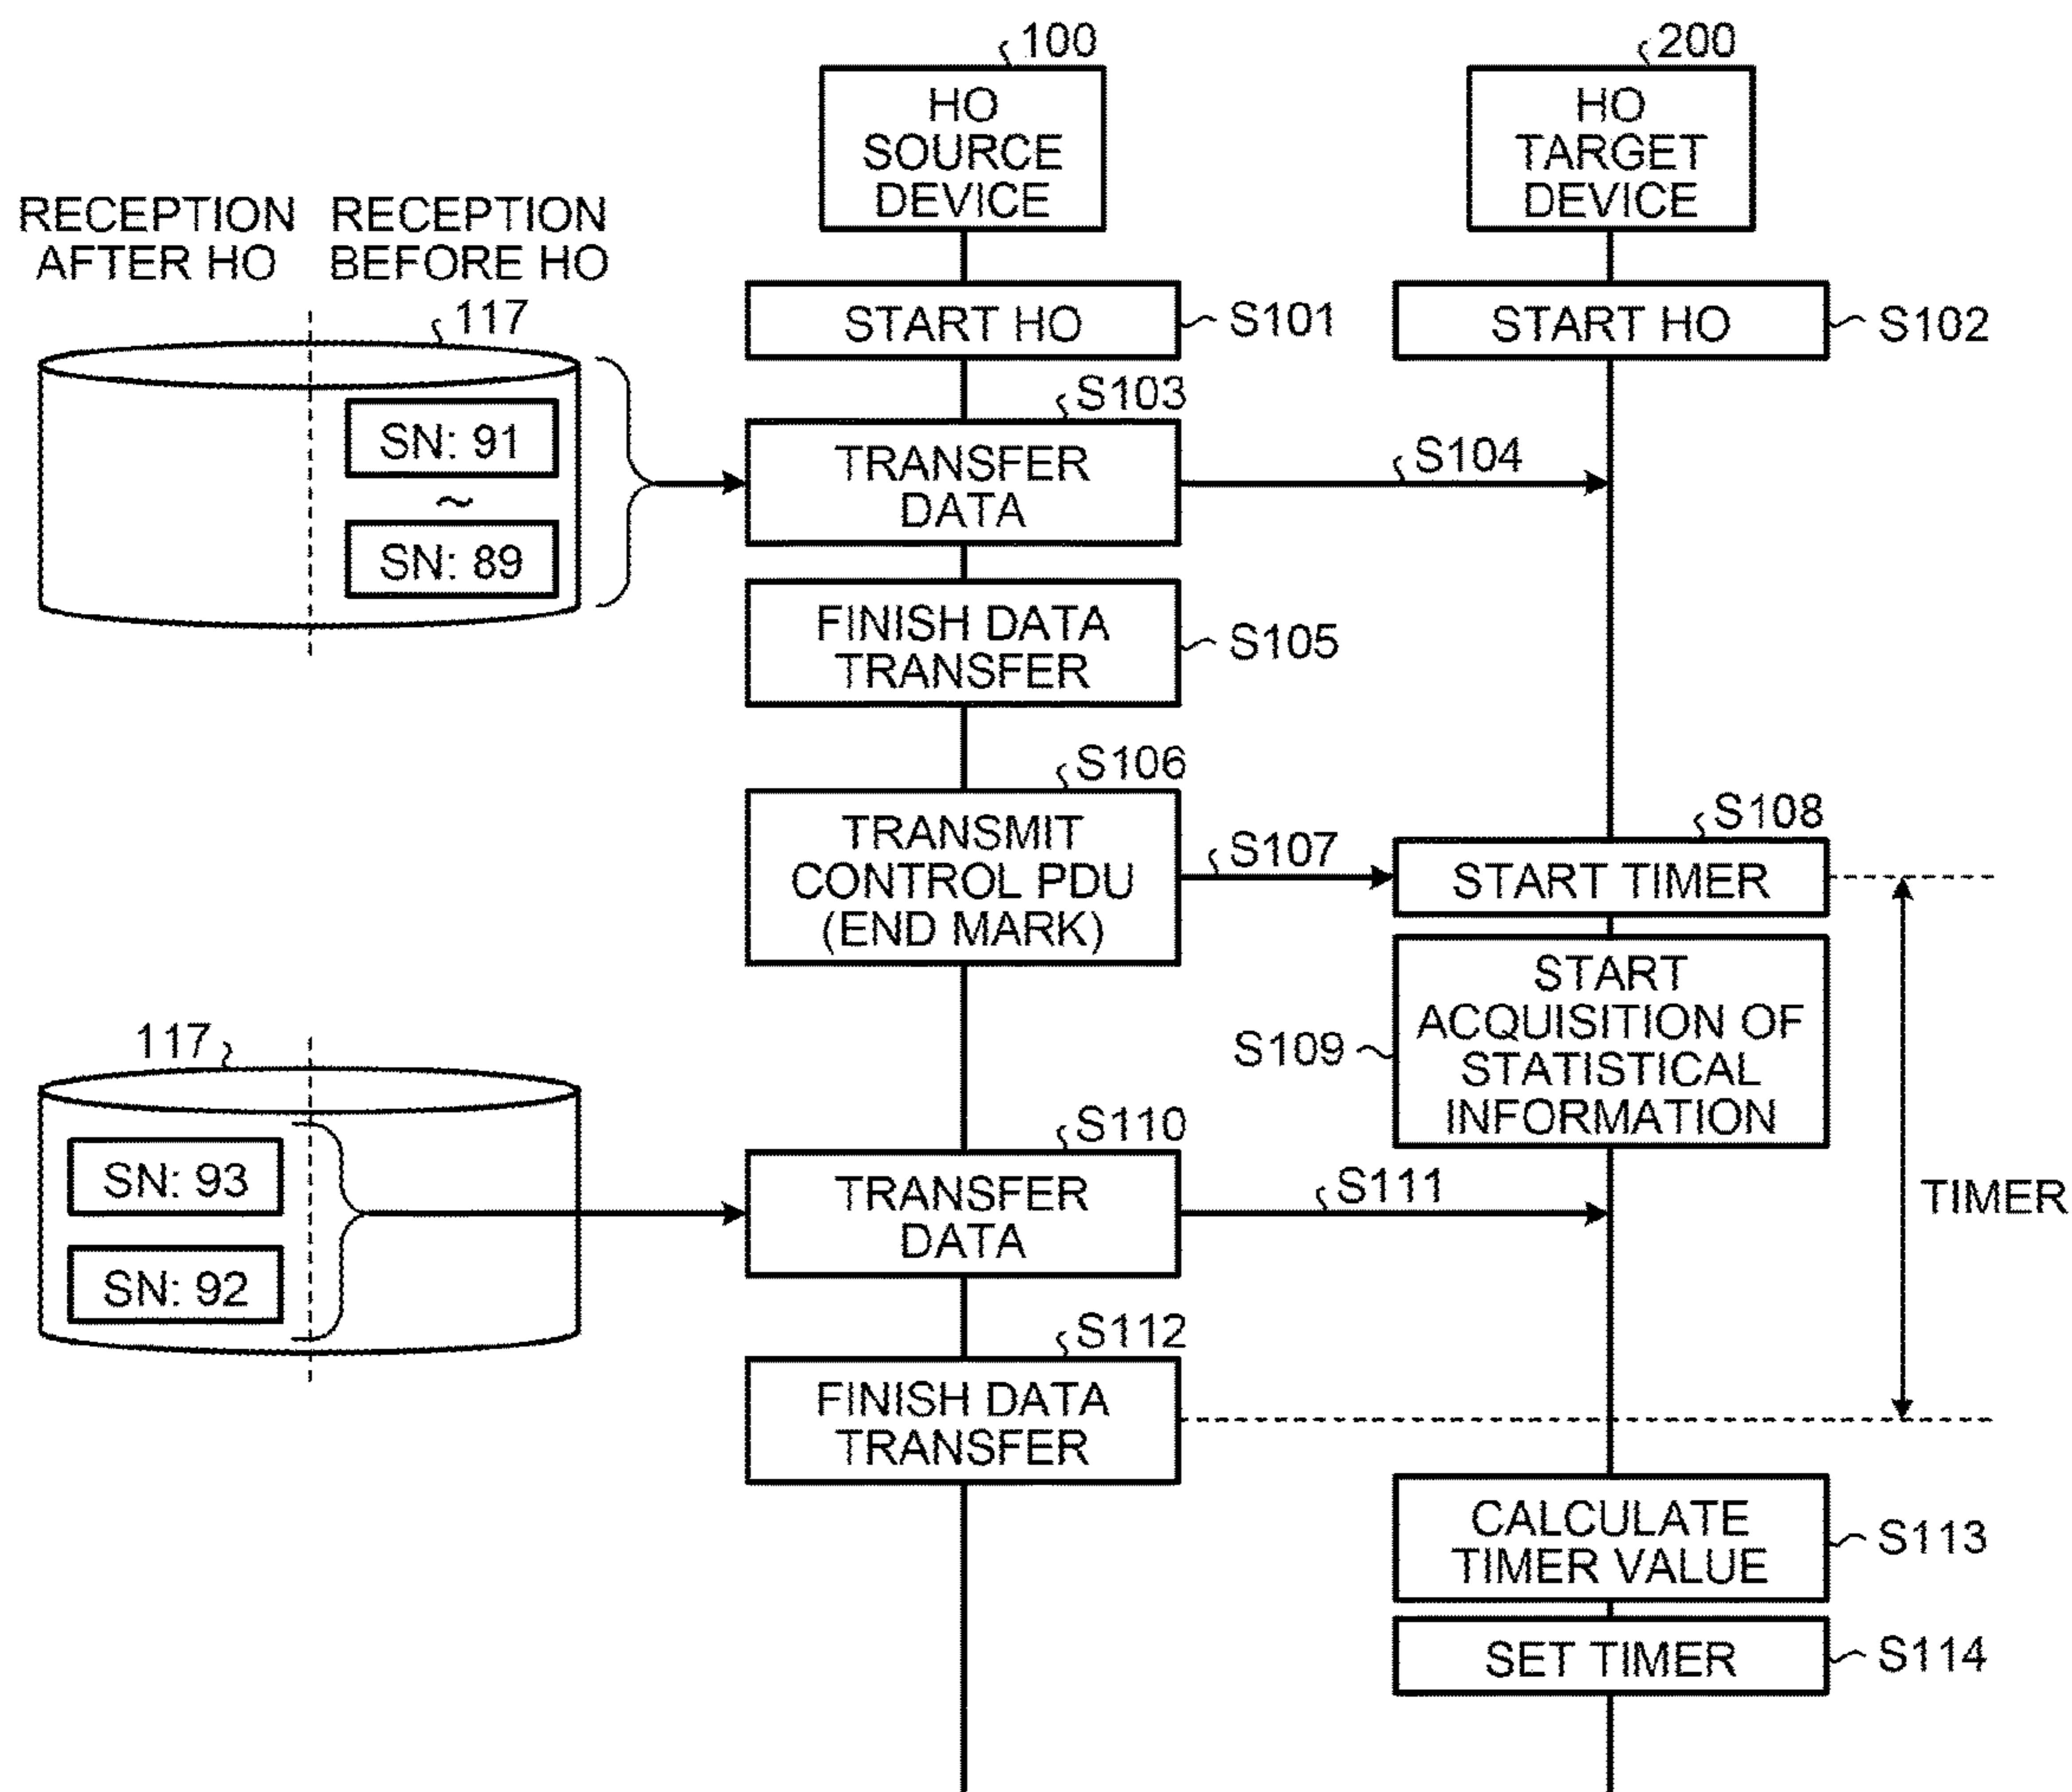 100
HO
SOURCE
DEVICE
200
HO
TARGET
DEVICE
RECEPTION
AFTER HO
RECEPTION
BEFORE HO
START HO
S101
START HO
S102
117
SN: 91
~
SN: 89
S103
TRANSFER
DATA
S104
FINISH DATA
TRANSFER
S105
S106
TRANSMIT
CONTROL PDU
(END MARK)
S107
S108
START TIMER
START
ACQUISITION OF
STATISTICAL
INFORMATION
S109
117
SN: 93
SN: 92
S110
TRANSFER
DATA
S111
TIMER
S112
FINISH DATA
TRANSFER
CALCULATE
TIMER VALUE
S113
SET TIMER
S114